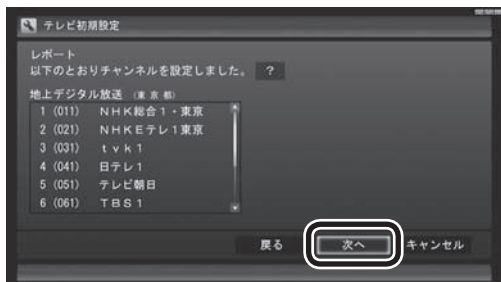 テレビ初期設定
レポート
以下のとおりチャンネルを設定しました。 ?
地上デジタル放送 (東京都)
1 (011) NHK総合1・東京
2 (021) NHKEテレ1東京
3 (031) tvk1
4 (041) 日テレ1
5 (051) テレビ朝日
6 (061) TBS1
戻る 次へ キャンセル